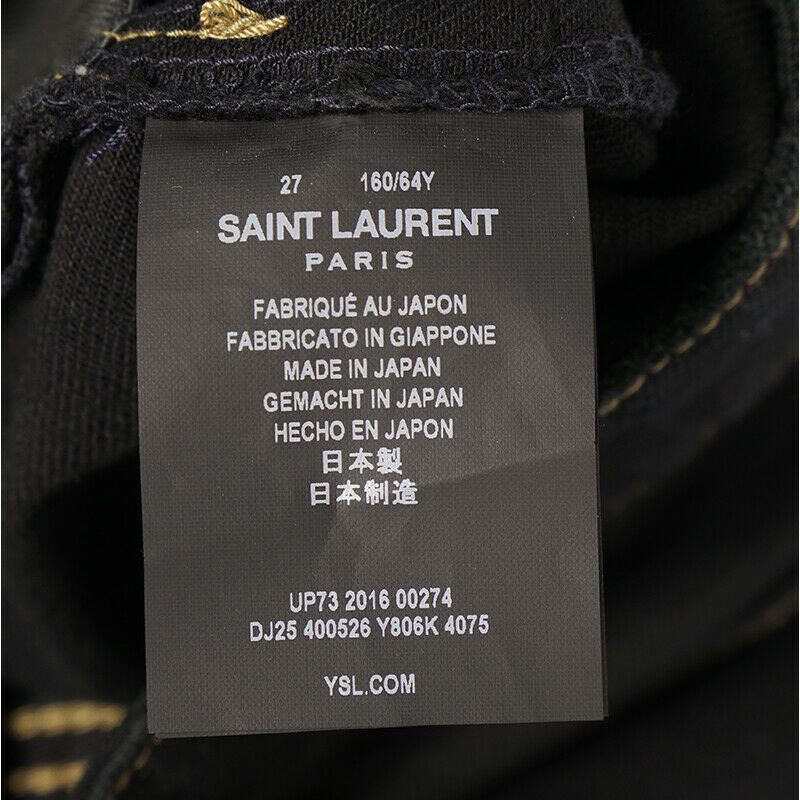 27 160/64Y
SAINT LAURENT
PARIS
FABRIQUÉ AU JAPON
FABBRICATO IN GIAPPONE
MADE IN JAPAN
GEMACHT IN JAPAN
HECHO EN JAPON
日本製
日本制造
UP73 2016 00274
DJ25 400526 Y806K 4075
YSL.COM